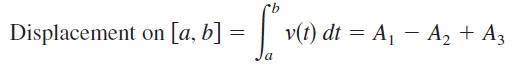 Displacement on [a, b] = ∫_a^b v(t) dt = A₁ − A₂ + A₃